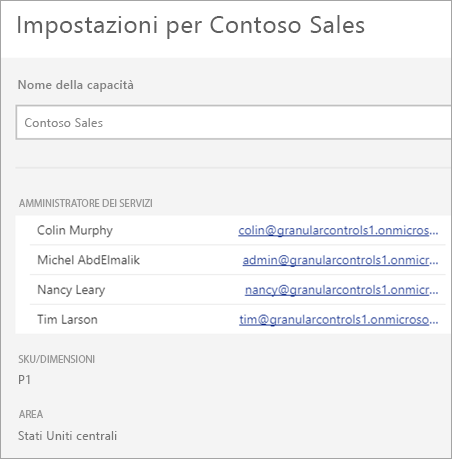 Impostazioni per Contoso Sales
Nome della capacità
Contoso Sales
AMMINISTRATORE DEI SERVIZI
Colin Murphy colin@granularcontrols1.onmicros...
Michel AbdElmalik admin@granularcontrols1.onmicr...
Nancy Leary nancy@granularcontrols1.onmicr...
Tim Larson tim@granularcontrols1.onmicroso...
SKU/DIMENSIONI
P1
AREA
Stati Uniti centrali